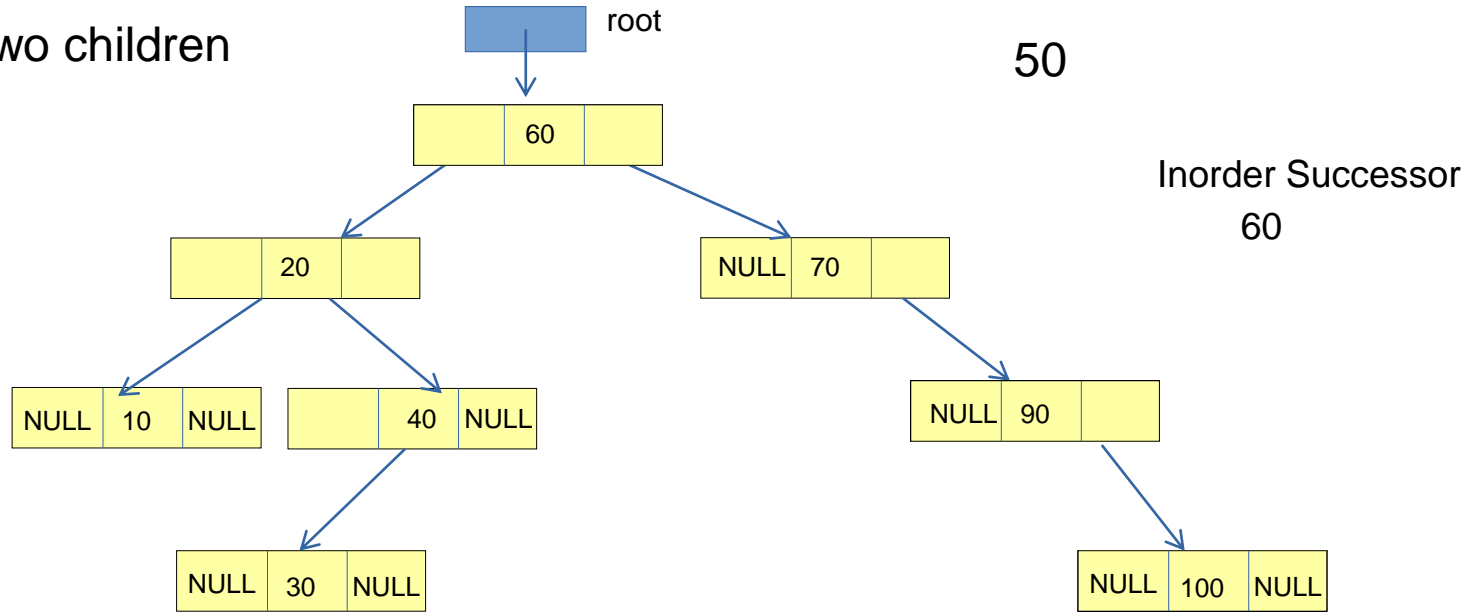 wo children
root
50
60
Inorder Successor
60
20
NULL 70
NULL 10 NULL
40 NULL
NULL 90
NULL 30 NULL
NULL 100 NULL